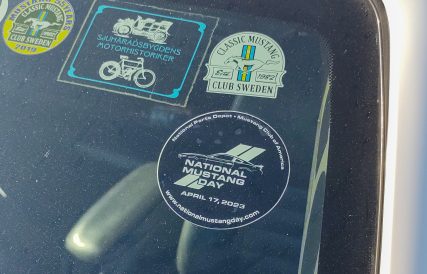 CLUB SWEDEN
2019
SJUHÄRADSBYGDENS
MOTORHISTORIKER
CLASSIC MUSTANG
Est. 1982
CLUB SWEDEN
National Parts Depot • Mustang Club of America
NATIONAL
MUSTANG
DAY
APRIL 17, 2023
www.nationalmustangday.com